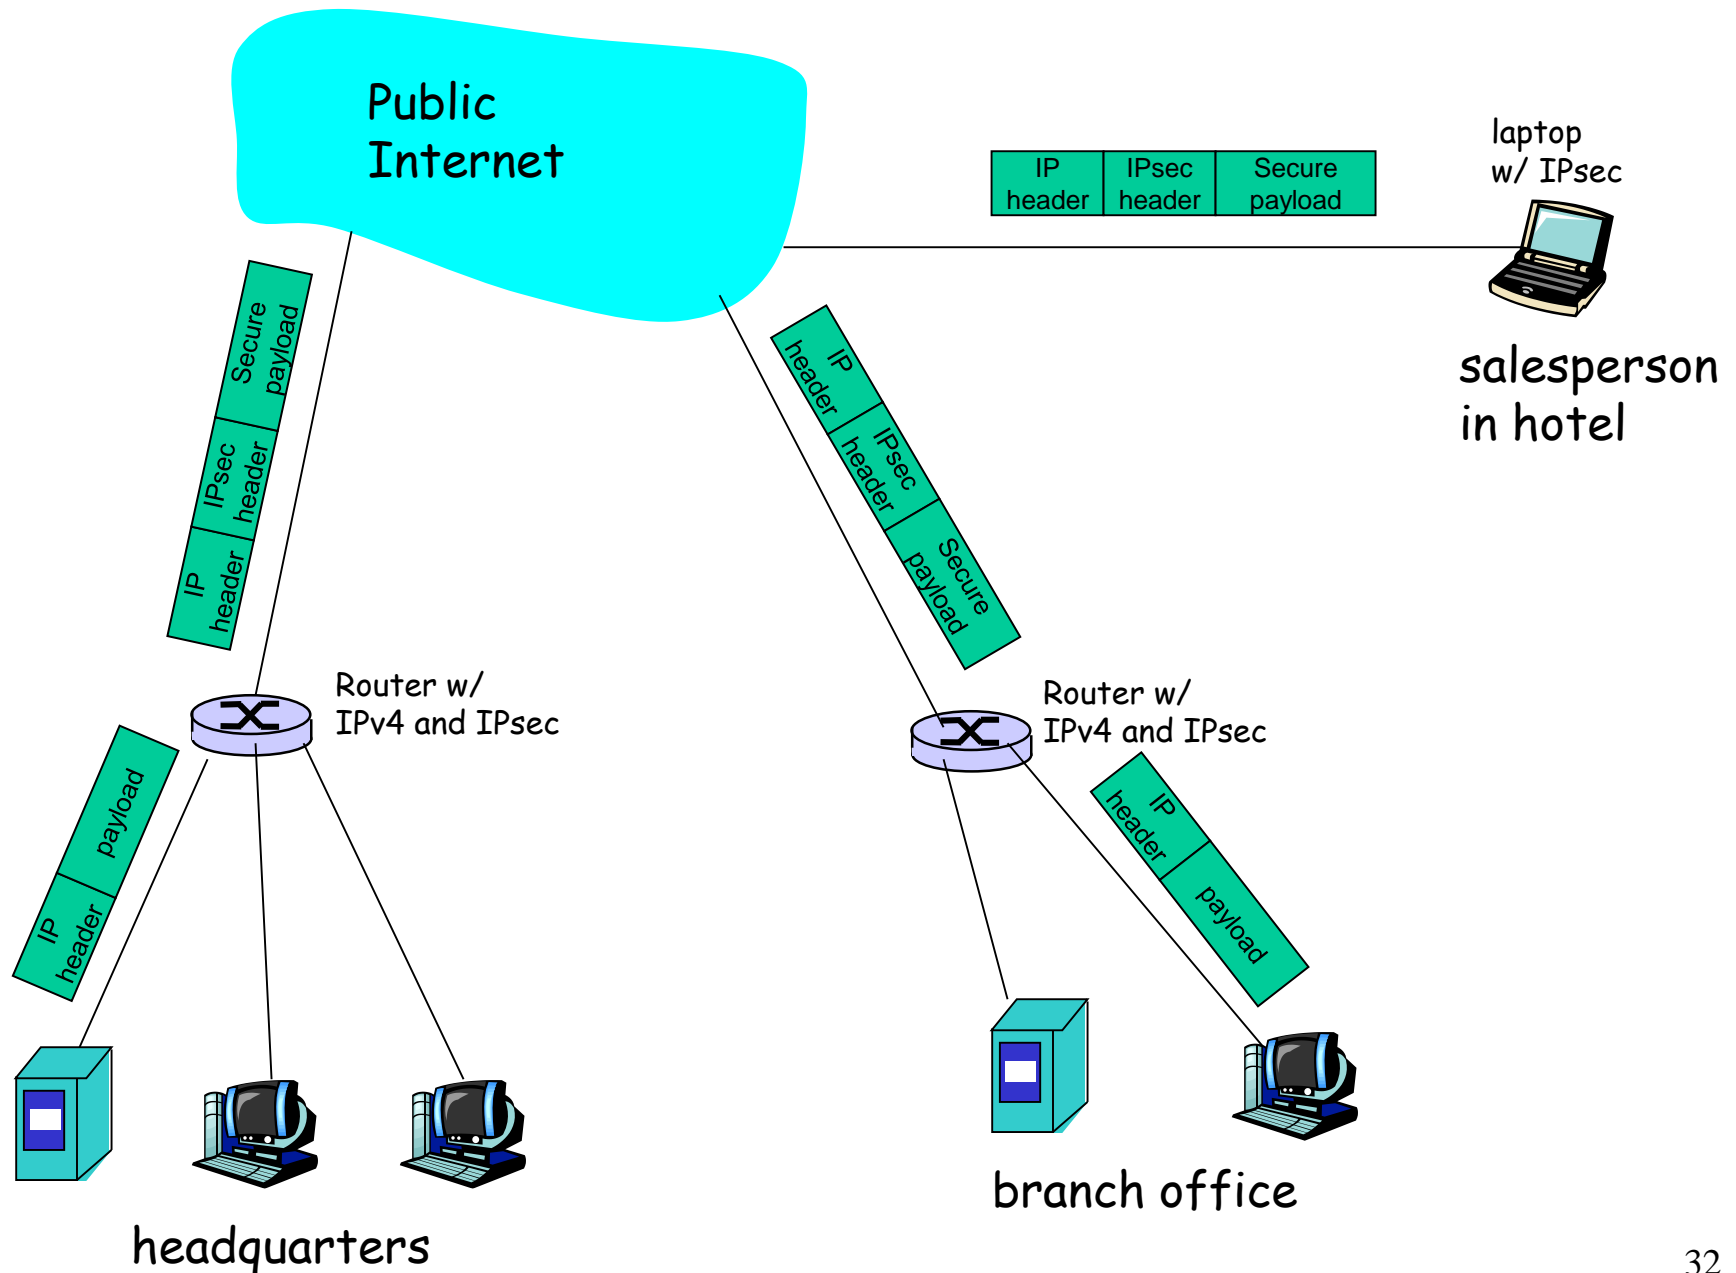 Public
Internet
laptop
w/ IPsec
IP
header
IPsec
header
Secure
payload
salesperson
in hotel
Secure
payload
IPsec
header
IP
header
IP
header
IPsec
header
Secure
payload
Router w/
IPv4 and IPsec
Router w/
IPv4 and IPsec
payload
IP
header
IP
header
payload
branch office
headquarters
32